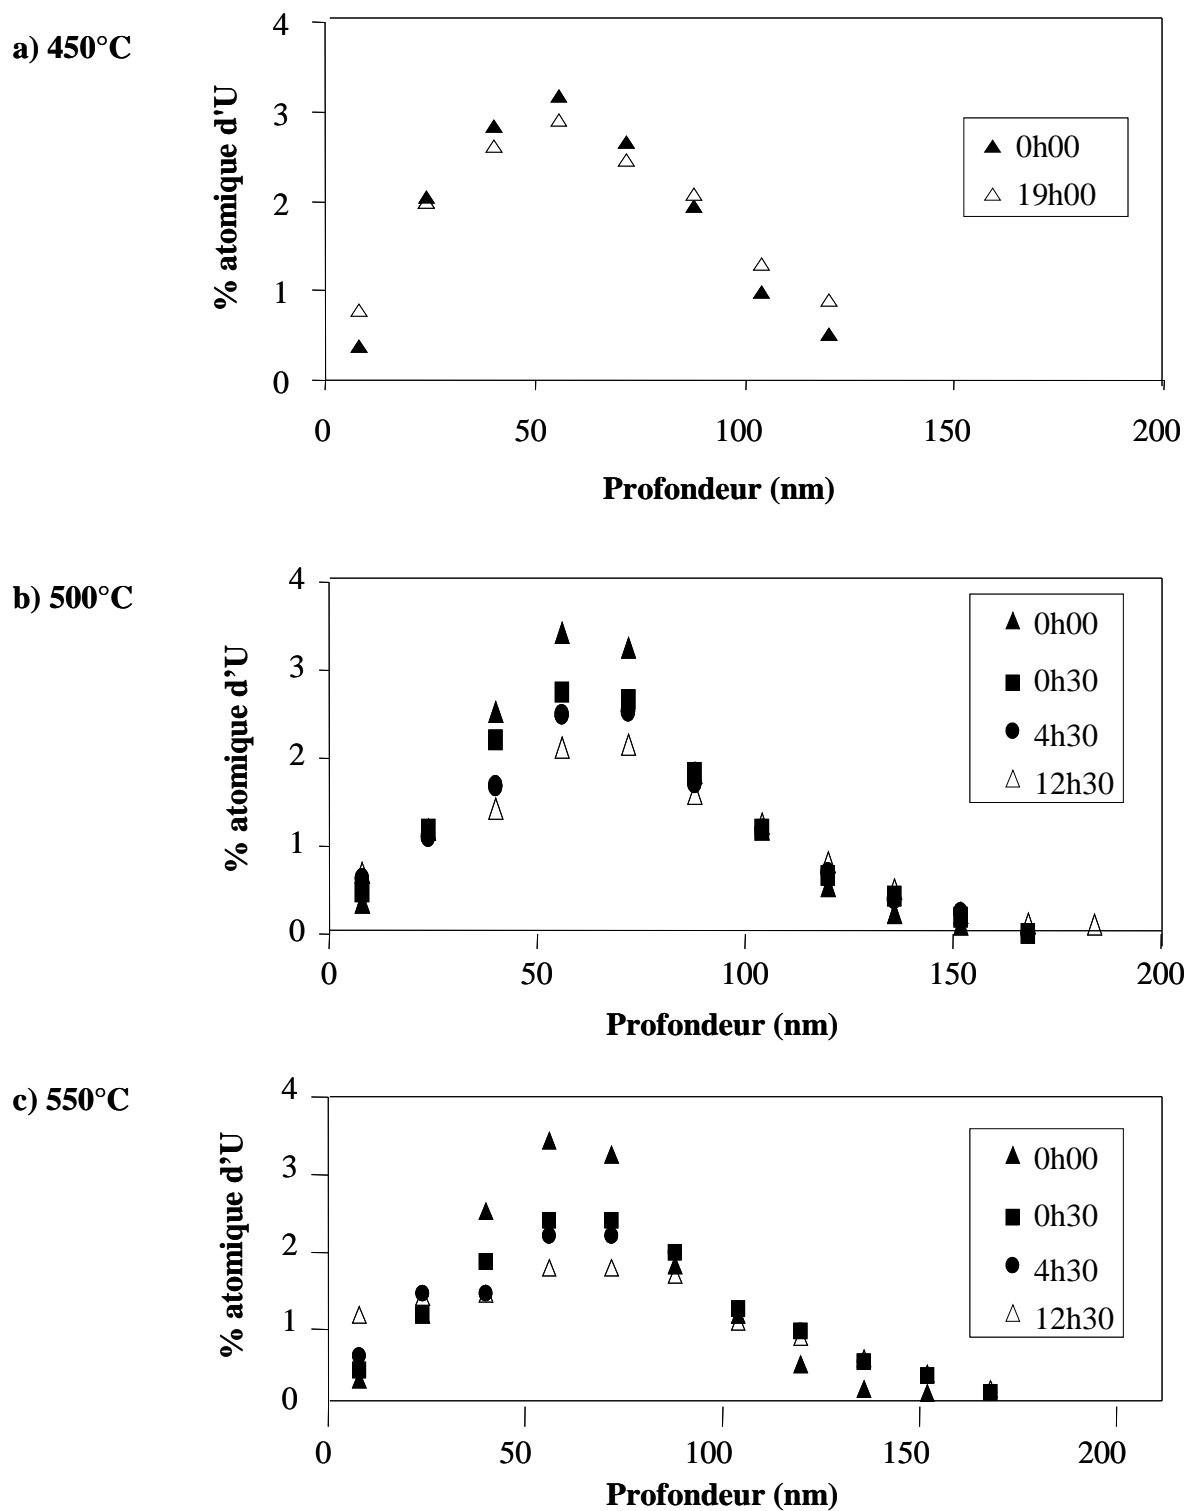 a) 450°C
% atomique d'U
4
3
2
1
0
0 50 100 150 200
Profondeur (nm)
0h00
19h00
b) 500°C
% atomique d’U
4
3
2
1
0
0 50 100 150 200
Profondeur (nm)
0h00
0h30
4h30
12h30
c) 550°C
% atomique d’U
4
3
2
1
0
0 50 100 150 200
Profondeur (nm)
0h00
0h30
4h30
12h30